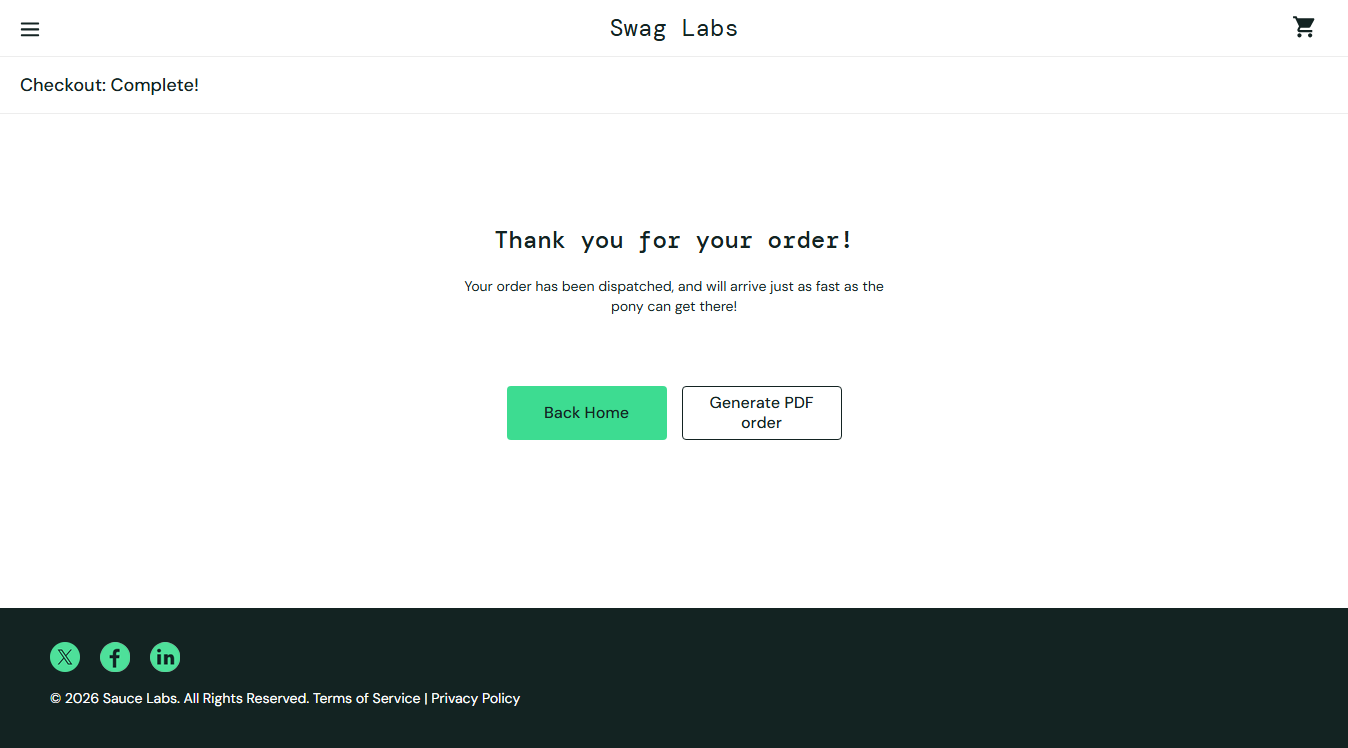 Swag Labs
Checkout: Complete!
Thank you for your order!
Your order has been dispatched, and will arrive just as fast as the
pony can get there!
Back Home
Generate PDF
order
© 2026 Sauce Labs. All Rights Reserved. Terms of Service | Privacy Policy